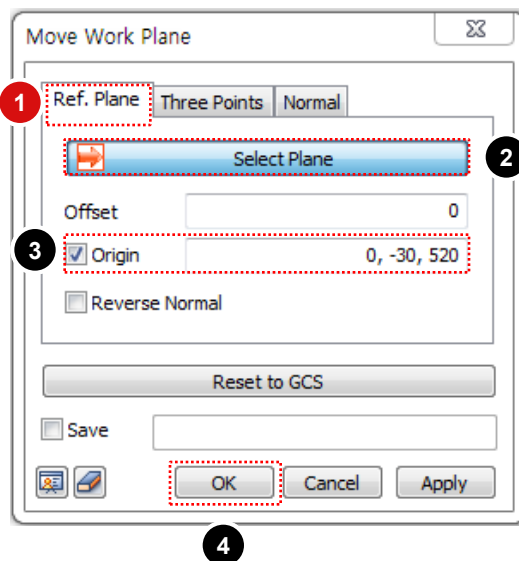 Move Work Plane
1
Ref. Plane
Three Points
Normal
Select Plane
2
Offset
0
3
Origin
0, -30, 520
Reverse Normal
Reset to GCS
Save
OK
Cancel
Apply
4